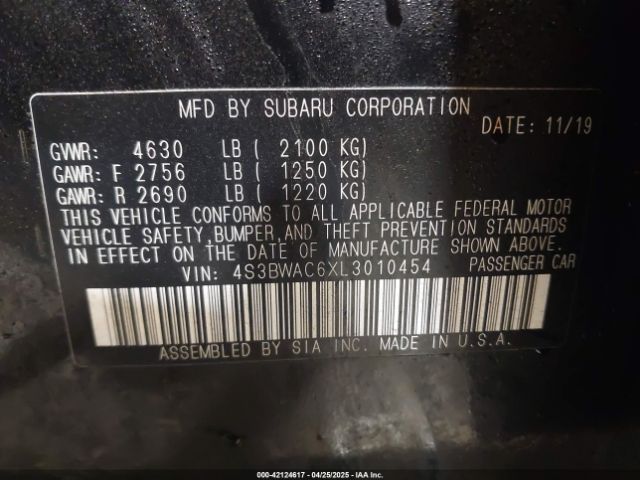 MFD BY SUBARU CORPORATION
DATE: 11/19
GVWR: 4630 LB ( 2100 KG)
GAWR: F 2756 LB ( 1250 KG)
GAWR: R 2690 LB ( 1220 KG)
THIS VEHICLE CONFORMS TO ALL APPLICABLE FEDERAL MOTOR
VEHICLE SAFETY,BUMPER,AND THEFT PREVENTION STANDARDS
IN EFFECT ON THE DATE OF MANUFACTURE SHOWN ABOVE.
VIN: 4S3BWAC6XL3010454 PASSENGER CAR
ASSEMBLED BY SIA INC. MADE IN U.S.A.
000-42124617 - 04/25/2025 - IAA Inc.